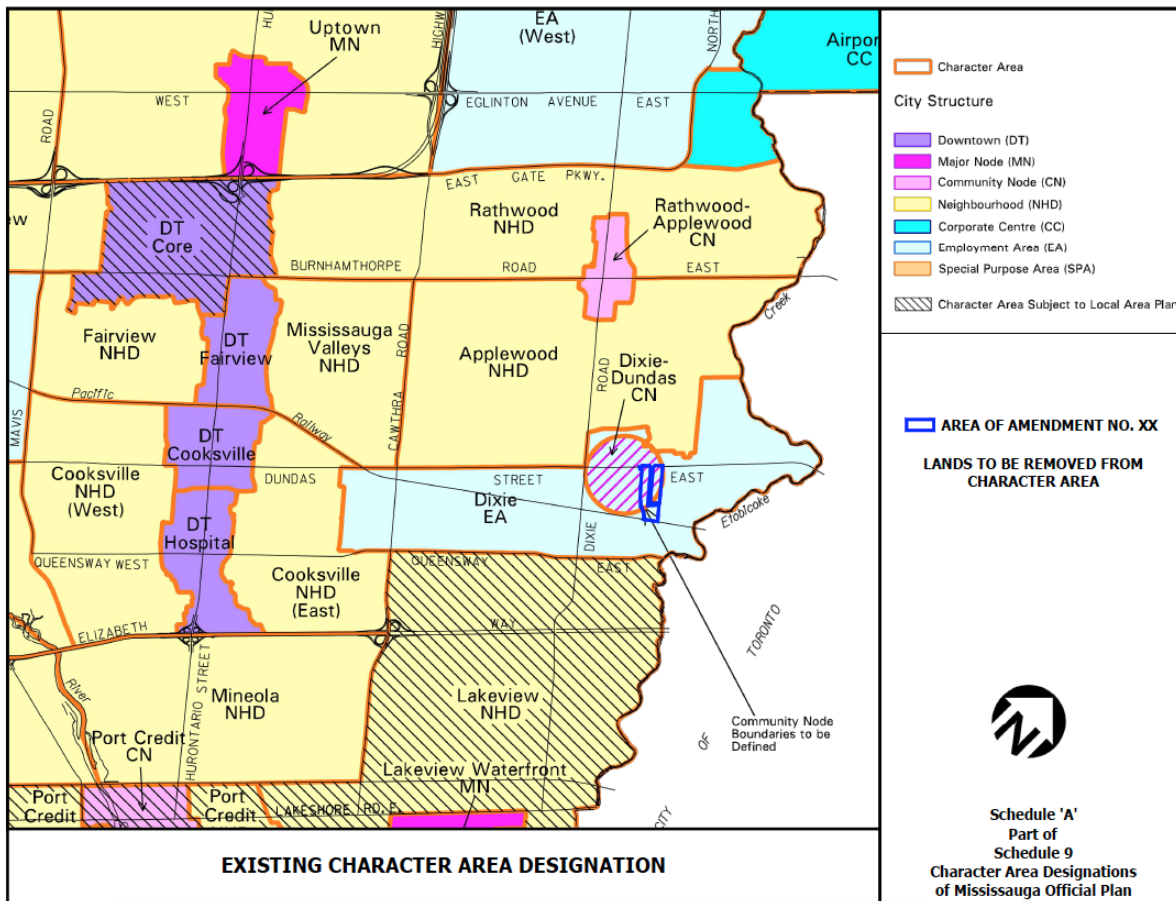 HU
HIGHW
NORTH
Uptown
MN
EA
(West)
Airpor
CC
WEST
EGLINTON AVENUE EAST
ROAD
EAST GATE PKWY.
Rathwood
NHD
Rathwood-
Applewood
CN
ew
DT
Core
BURNHAMTHORPE ROAD EAST
Creek
Fairview
NHD
DT
Fairview
Mississauga
Valleys
NHD
ROAD
Applewood
NHD
ROAD
Dixie-
Dundas
CN
Pacific
Railway
MAVIS
CAWTHRA
DT
Cooksville
Cooksville
NHD
(West)
DUNDAS STREET EAST
Dixie
EA
Etobicoke
DT
Hospital
DIXIE
QUEENSWAY WEST
QUEENSWAY EAST
Cooksville
NHD
(East)
ELIZABETH WAY
TORONTO
River
HURONTARIO STREET
Mineola
NHD
Lakeview
NHD
Community Node
Boundaries to be
Defined
OF
Port Credit
CN
Lakeview Waterfront
MN
Port
Credit
Port
Credit
LAKESHORE RD. E.
CITY
EXISTING CHARACTER AREA DESIGNATION
Character Area
City Structure
Downtown (DT)
Major Node (MN)
Community Node (CN)
Neighbourhood (NHD)
Corporate Centre (CC)
Employment Area (EA)
Special Purpose Area (SPA)
Character Area Subject to Local Area Plan
AREA OF AMENDMENT NO. XX
LANDS TO BE REMOVED FROM
CHARACTER AREA
N
Schedule 'A'
Part of
Schedule 9
Character Area Designations
of Mississauga Official Plan